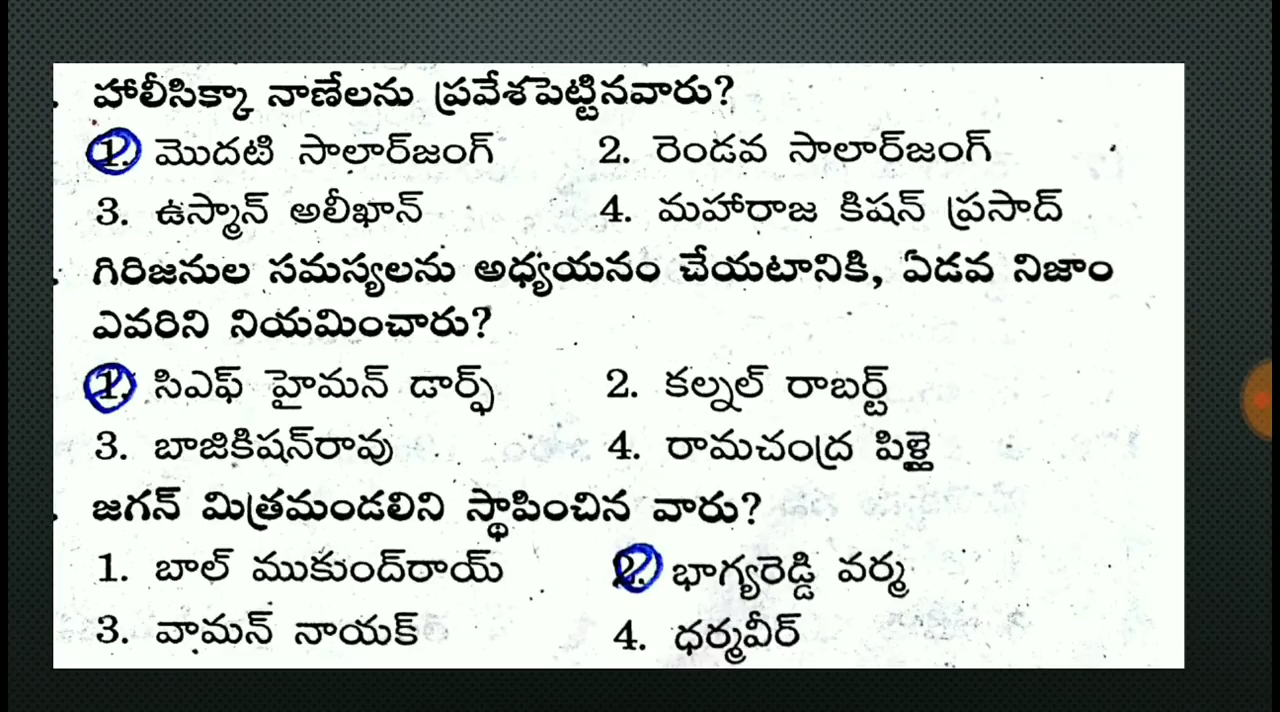 . హాలీసిక్కా నాణేలను ప్రవేశపెట్టినవారు?
1. మొదటి సాలార్‌జంగ్ 2. రెండవ సాలార్‌జంగ్
3. ఉస్మాన్ అలీఖాన్ 4. మహారాజ కిషన్ ప్రసాద్
. గిరిజనుల సమస్యలను అధ్యయనం చేయటానికి, ఏడవ నిజాం
ఎవరిని నియమించారు?
1. సిఎఫ్ హైమన్ డార్ఫ్ 2. కల్నల్ రాబర్ట్
3. బాజికిషన్‌రావు 4. రామచంద్ర పిళ్లై
. జగన్ మిత్రమండలిని స్థాపించిన వారు?
1. బాల్ ముకుంద్‌రాయ్ 2. భాగ్యరెడ్డి వర్మ
3. వామన్ నాయక్ 4. ధర్మవీర్